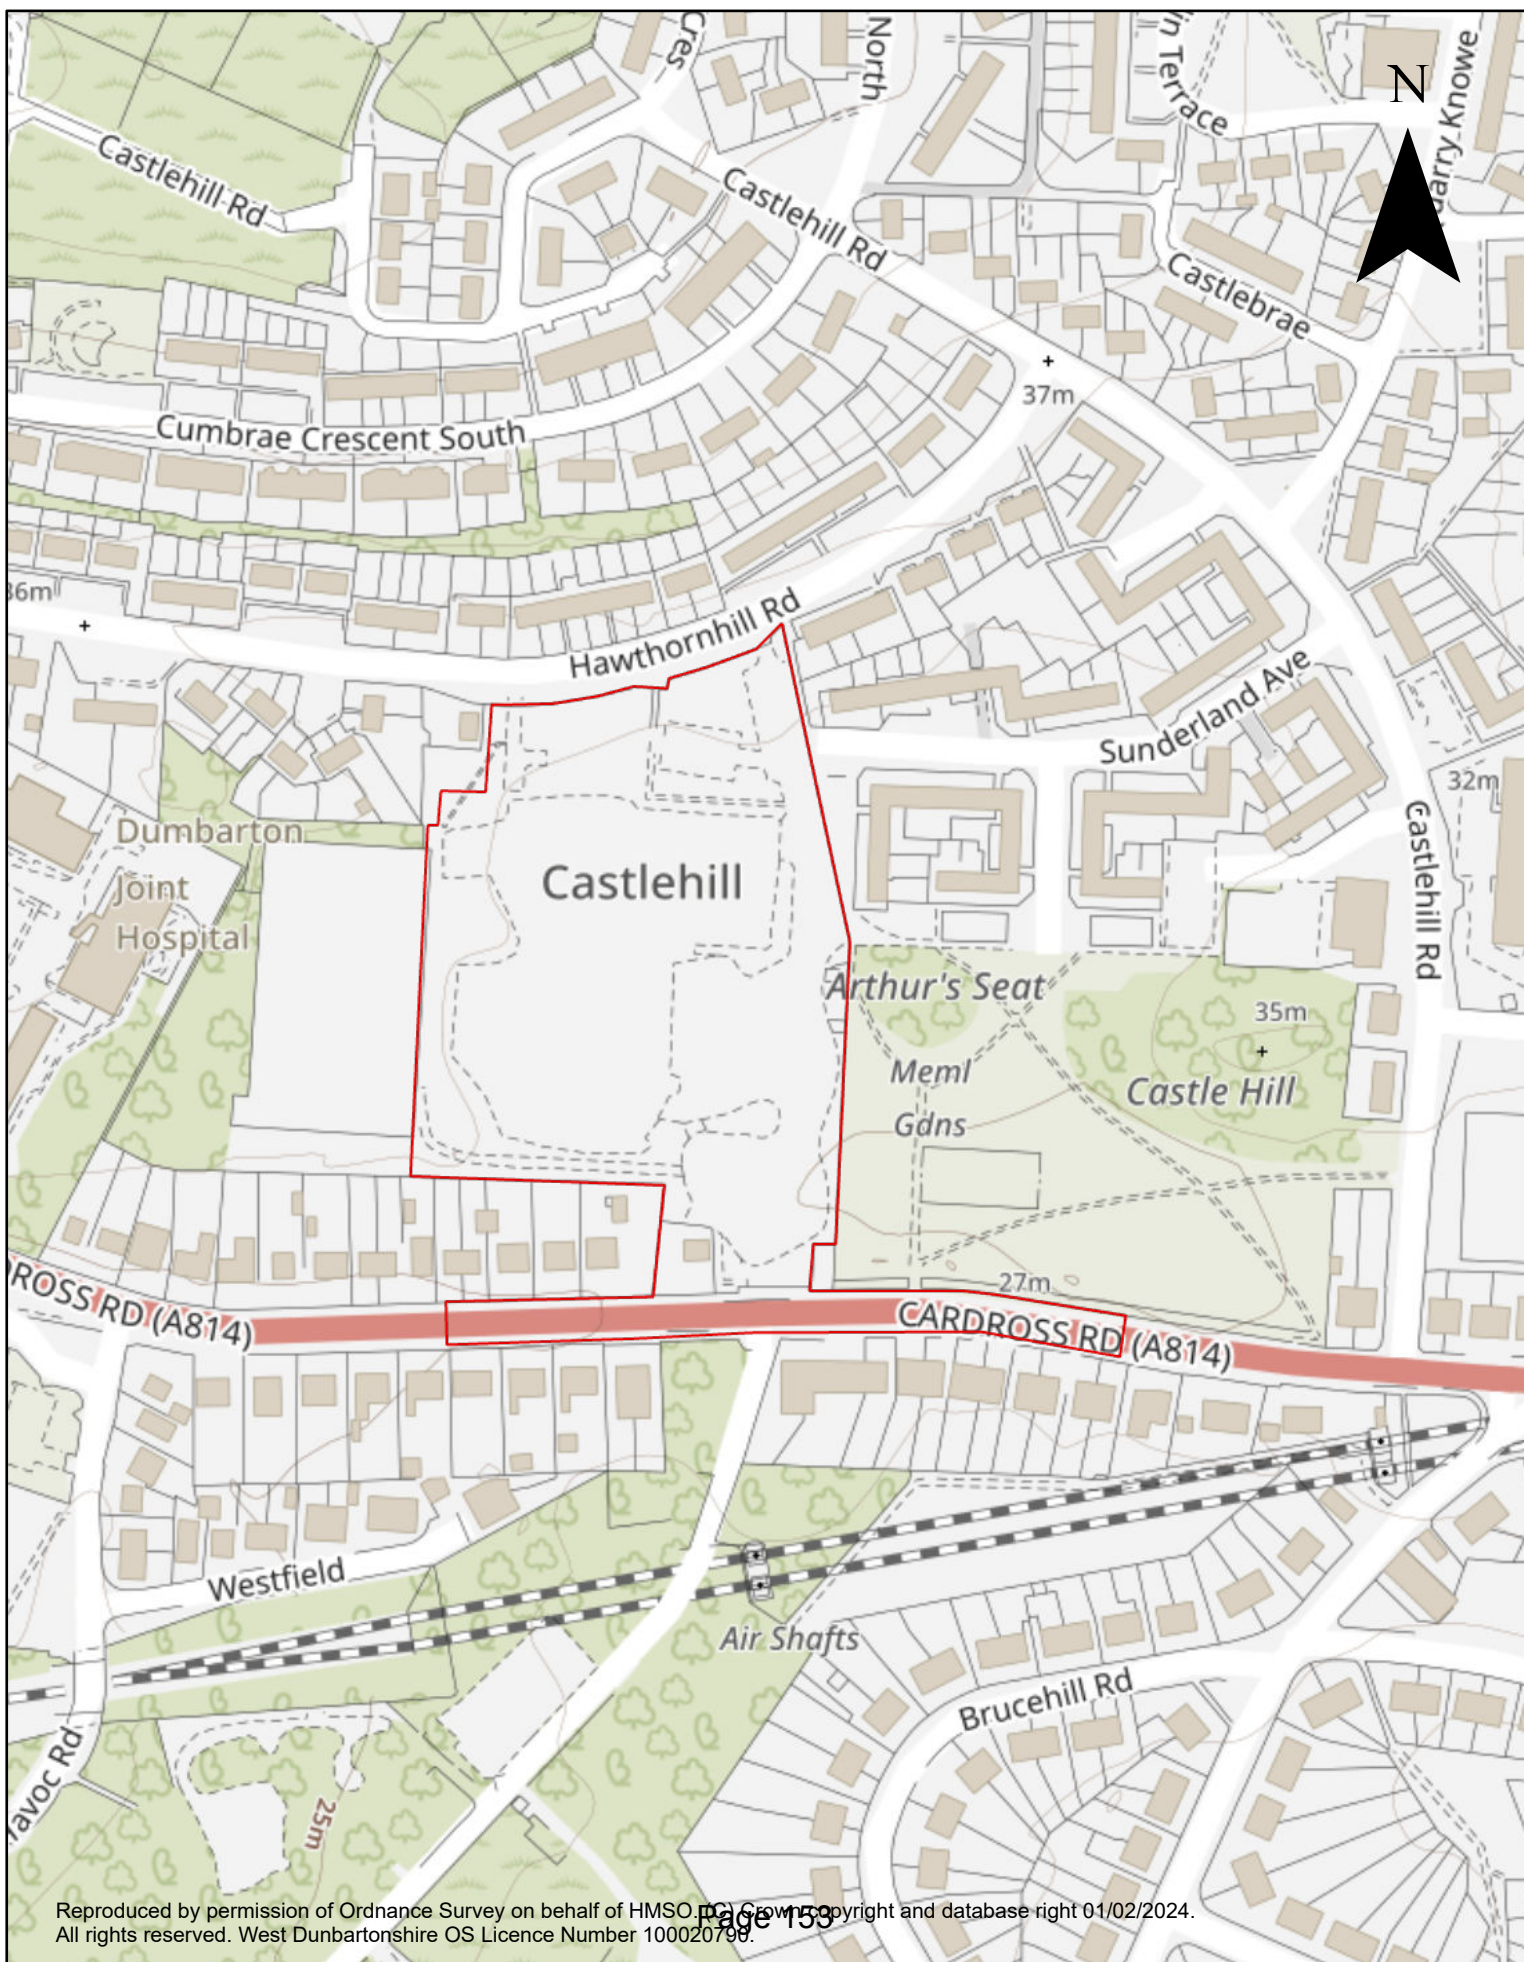 Cres
North
Terrace
N
Castlehill Rd
Castlehill Rd
Castlebrae
37m
Cumbrae Crescent South
36m
Hawthornhill Rd
Sunderland Ave
32m
Dumbarton
Joint
Hospital
Castlehill
Castlehill Rd
Arthur's Seat
35m
Meml
Gdns
Castle Hill
27m
ROSS RD (A814)
CARDROSS RD (A814)
Westfield
Air Shafts
Brucehill Rd
avoc Rd
25m
Reproduced by permission of Ordnance Survey on behalf of HMSO. (C) Crown copyright and database right 01/02/2024.
All rights reserved. West Dunbartonshire OS Licence Number 100020790.
Page 153